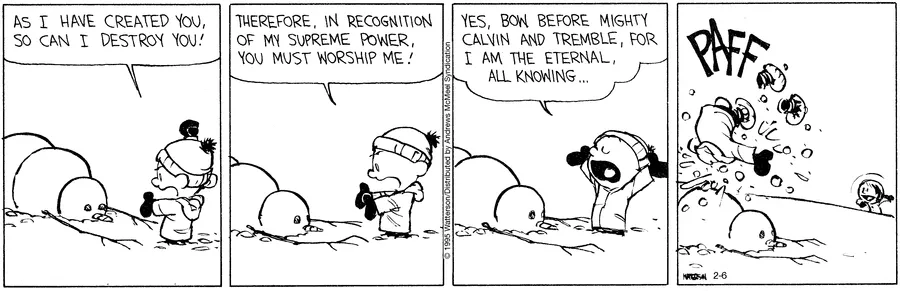 AS I HAVE CREATED YOU,
SO CAN I DESTROY YOU!
THEREFORE, IN RECOGNITION
OF MY SUPREME POWER,
YOU MUST WORSHIP ME!
© 1995 Watterson/Distributed by Andrews McMeel Syndication
YES, BOW BEFORE MIGHTY
CALVIN AND TREMBLE, FOR
I AM THE ETERNAL,
ALL KNOWING...
PAFF
WATTERSON 2-6